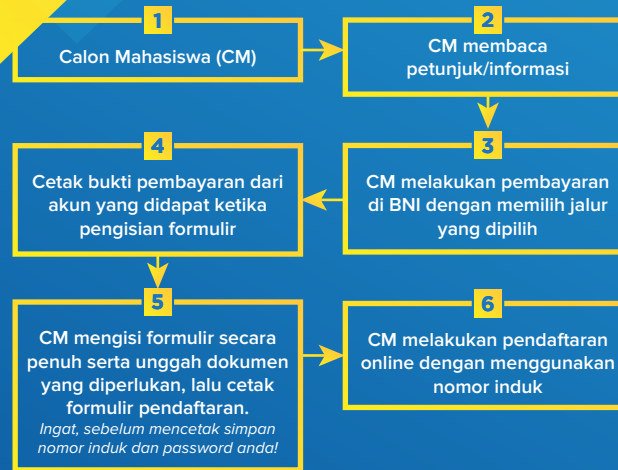 1
Calon Mahasiswa (CM)
2
CM membaca
petunjuk/informasi
3
CM melakukan pembayaran
di BNI dengan memilih jalur
yang dipilih
4
Cetak bukti pembayaran dari
akun yang didapat ketika
pengisian formulir
5
CM mengisi formulir secara
penuh serta unggah dokumen
yang diperlukan, lalu cetak
formulir pendaftaran.
Ingat, sebelum mencetak simpan
nomor induk dan password anda!
6
CM melakukan pendaftaran
online dengan menggunakan
nomor induk